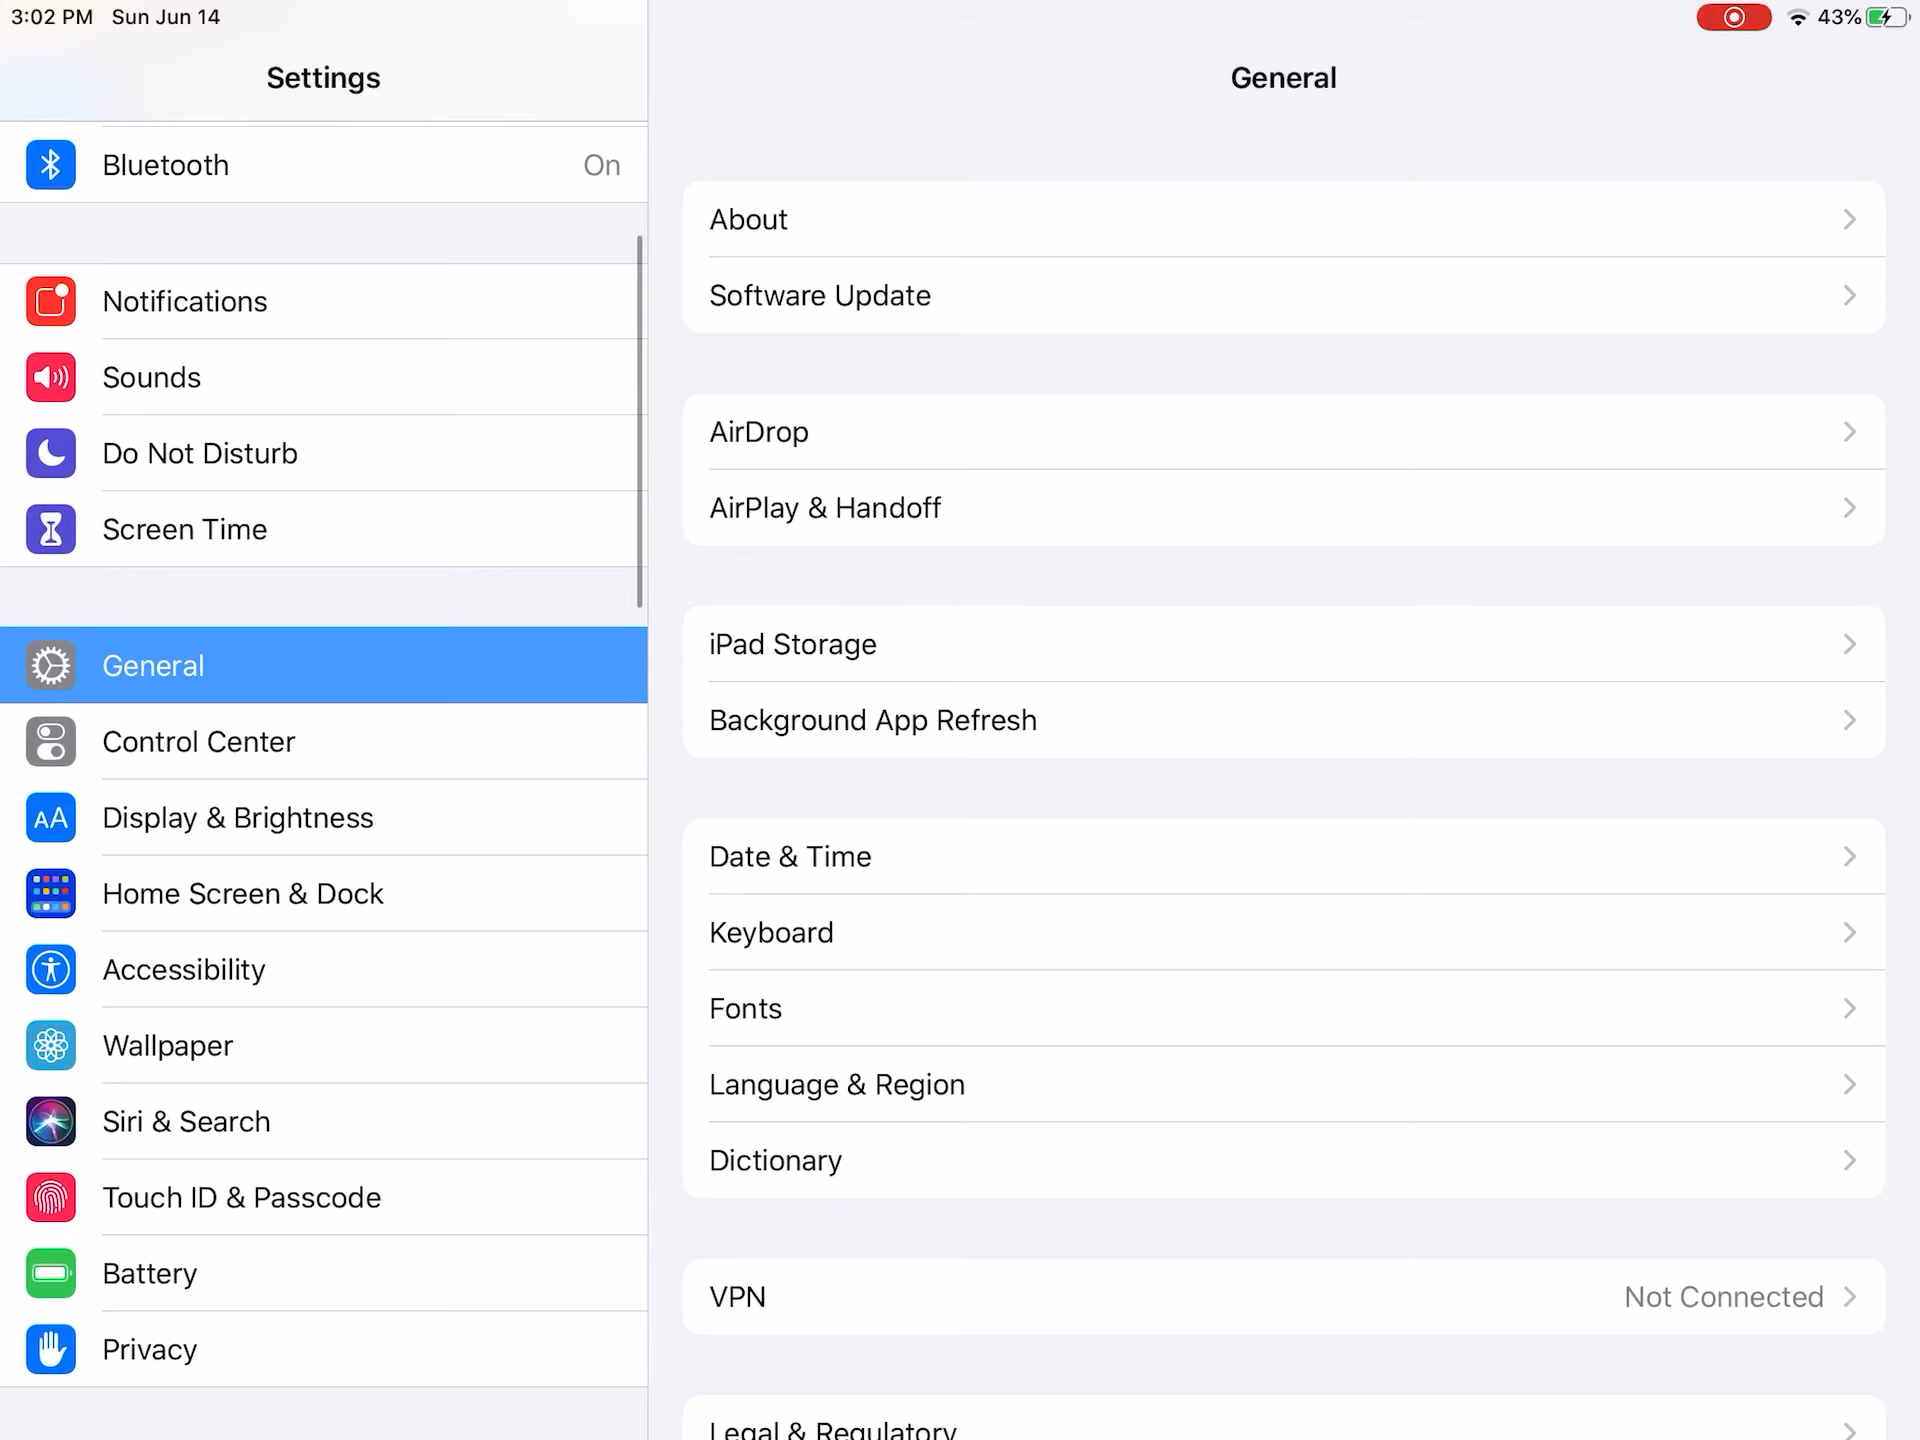 3:02 PM Sun Jun 14
43%
Settings
Bluetooth On
Notifications
Sounds
Do Not Disturb
Screen Time
General
Control Center
AA Display & Brightness
Home Screen & Dock
Accessibility
Wallpaper
Siri & Search
Touch ID & Passcode
Battery
Privacy
General
About
Software Update
AirDrop
AirPlay & Handoff
iPad Storage
Background App Refresh
Date & Time
Keyboard
Fonts
Language & Region
Dictionary
VPN Not Connected
Legal & Regulatory